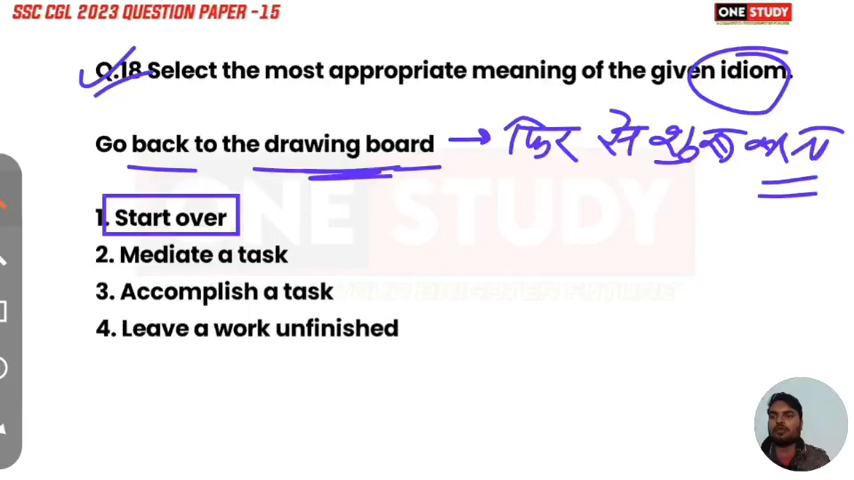 SSC CGL 2023 QUESTION PAPER -15
ONE STUDY
Q.18 Select the most appropriate meaning of the given idiom.
Go back to the drawing board → फिर से शुरू करना
ONE STUDY
1. Start over
2. Mediate a task
3. Accomplish a task
4. Leave a work unfinished